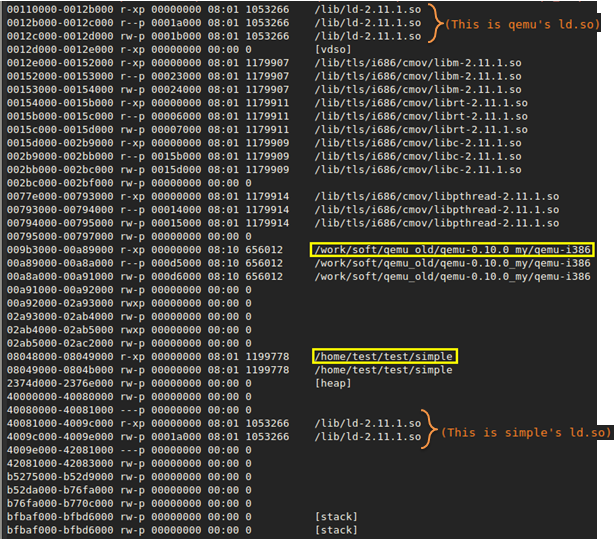 00110000-0012b000 r-xp 00000000 08:01 1053266 /lib/ld-2.11.1.so
0012b000-0012c000 r--p 0001a000 08:01 1053266 /lib/ld-2.11.1.so (This is qemu's ld.so)
0012c000-0012d000 rw-p 0001b000 08:01 1053266 /lib/ld-2.11.1.so
0012d000-0012e000 r-xp 00000000 00:00 0 [vdso]
0012e000-00152000 r-xp 00000000 08:01 1179907 /lib/tls/i686/cmov/libm-2.11.1.so
00152000-00153000 r--p 00023000 08:01 1179907 /lib/tls/i686/cmov/libm-2.11.1.so
00153000-00154000 rw-p 00024000 08:01 1179907 /lib/tls/i686/cmov/libm-2.11.1.so
00154000-0015b000 r-xp 00000000 08:01 1179911 /lib/tls/i686/cmov/librt-2.11.1.so
0015b000-0015c000 r--p 00006000 08:01 1179911 /lib/tls/i686/cmov/librt-2.11.1.so
0015c000-0015d000 rw-p 00007000 08:01 1179911 /lib/tls/i686/cmov/librt-2.11.1.so
0015d000-002b9000 r-xp 00000000 08:01 1179909 /lib/tls/i686/cmov/libc-2.11.1.so
002b9000-002bb000 r--p 0015b000 08:01 1179909 /lib/tls/i686/cmov/libc-2.11.1.so
002bb000-002bc000 rw-p 0015d000 08:01 1179909 /lib/tls/i686/cmov/libc-2.11.1.so
002bc000-002bf000 rw-p 00000000 00:00 0
0077e000-00793000 r-xp 00000000 08:01 1179914 /lib/tls/i686/cmov/libpthread-2.11.1.so
00793000-00794000 r--p 00014000 08:01 1179914 /lib/tls/i686/cmov/libpthread-2.11.1.so
00794000-00795000 rw-p 00015000 08:01 1179914 /lib/tls/i686/cmov/libpthread-2.11.1.so
00795000-00797000 rw-p 00000000 00:00 0
009b3000-00a89000 r-xp 00000000 08:10 656012 /work/soft/qemu_old/qemu-0.10.0_my/qemu-i386
00a89000-00a8a000 r--p 000d5000 08:10 656012 /work/soft/qemu_old/qemu-0.10.0_my/qemu-i386
00a8a000-00a91000 rw-p 000d6000 08:10 656012 /work/soft/qemu_old/qemu-0.10.0_my/qemu-i386
00a91000-00a92000 rw-p 00000000 00:00 0
00a92000-02a93000 rwxp 00000000 00:00 0
02a93000-02ab4000 rw-p 00000000 00:00 0
02ab4000-02ab5000 rwxp 00000000 00:00 0
02ab5000-02ac2000 rw-p 00000000 00:00 0
08048000-08049000 r-xp 00000000 08:01 1199778 /home/test/test/simple
08049000-0804b000 rw-p 00000000 08:01 1199778 /home/test/test/simple
2374d000-2376e000 rw-p 00000000 00:00 0 [heap]
40000000-40080000 rw-p 00000000 00:00 0
40080000-40081000 ---p 00000000 00:00 0
40081000-4009c000 r-xp 00000000 08:01 1053266 /lib/ld-2.11.1.so
4009c000-4009e000 rw-p 0001a000 08:01 1053266 /lib/ld-2.11.1.so (This is simple's ld.so)
4009e000-42081000 ---p 00000000 00:00 0
42081000-42083000 rw-p 00000000 00:00 0
b5275000-b52d9000 rw-p 00000000 00:00 0
b52da000-b76fa000 rw-p 00000000 00:00 0
b76fa000-b770c000 rw-p 00000000 00:00 0
bfbaf000-bfbd6000 rw-p 00000000 00:00 0 [stack]
bfbaf000-bfbd6000 rw-p 00000000 00:00 0 [stack]